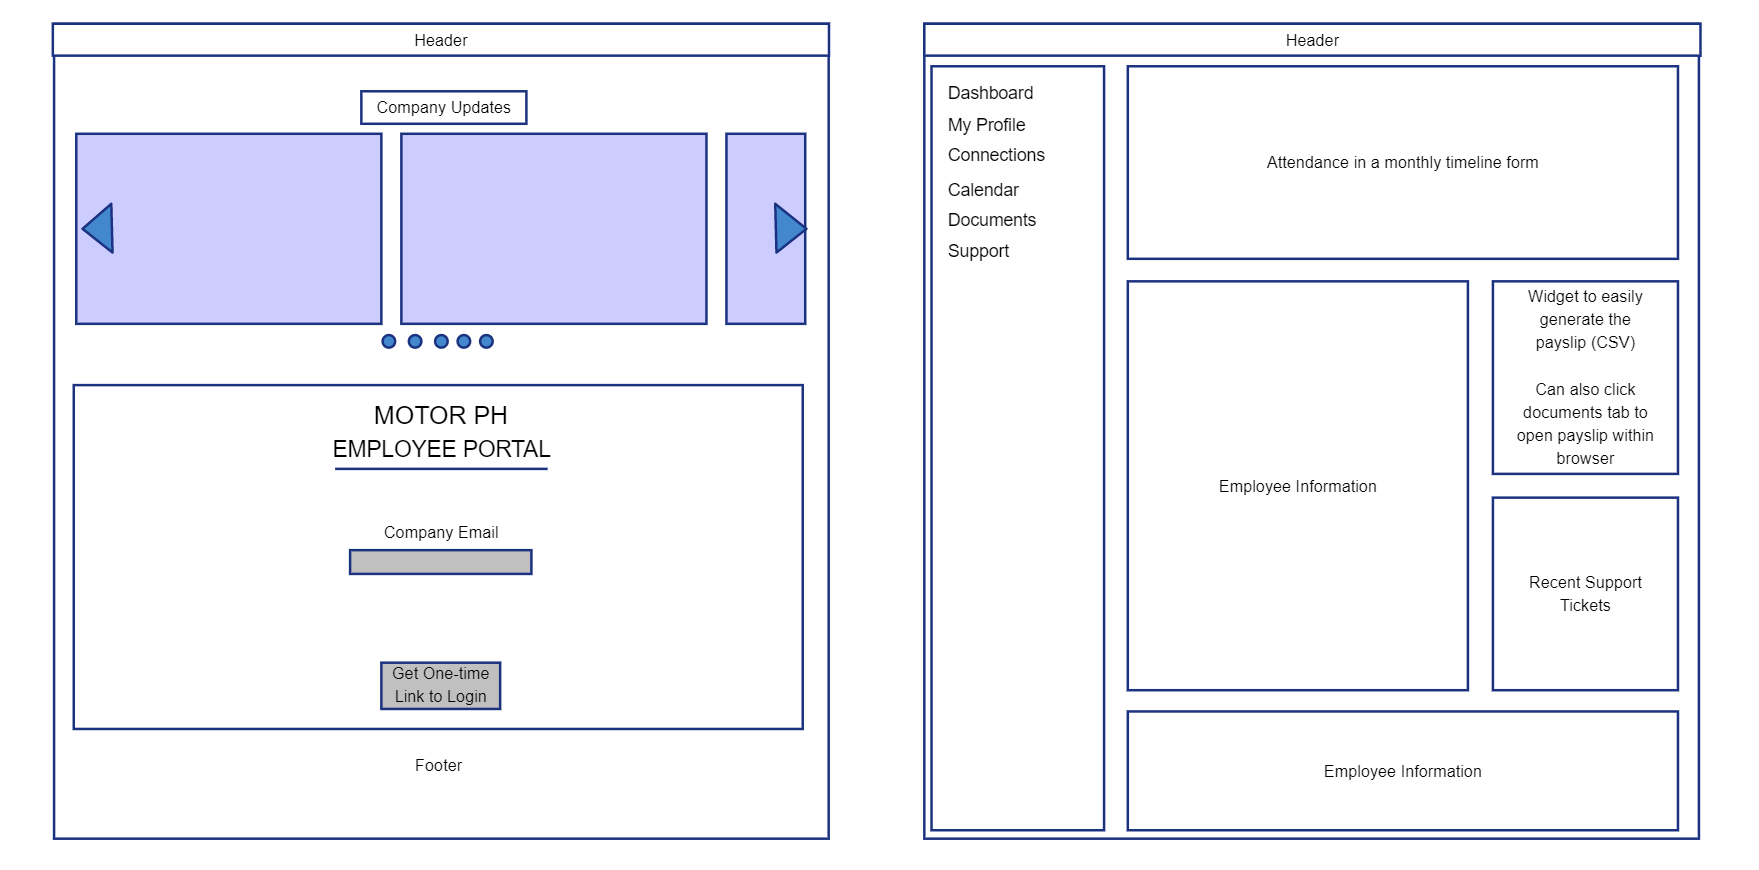 Header
Company Updates
MOTOR PH
EMPLOYEE PORTAL
Company Email
Get One-time
Link to Login
Footer
Header
Dashboard
My Profile
Connections
Calendar
Documents
Support
Attendance in a monthly timeline form
Employee Information
Widget to easily
generate the
payslip (CSV)
Can also click
documents tab to
open payslip within
browser
Recent Support
Tickets
Employee Information